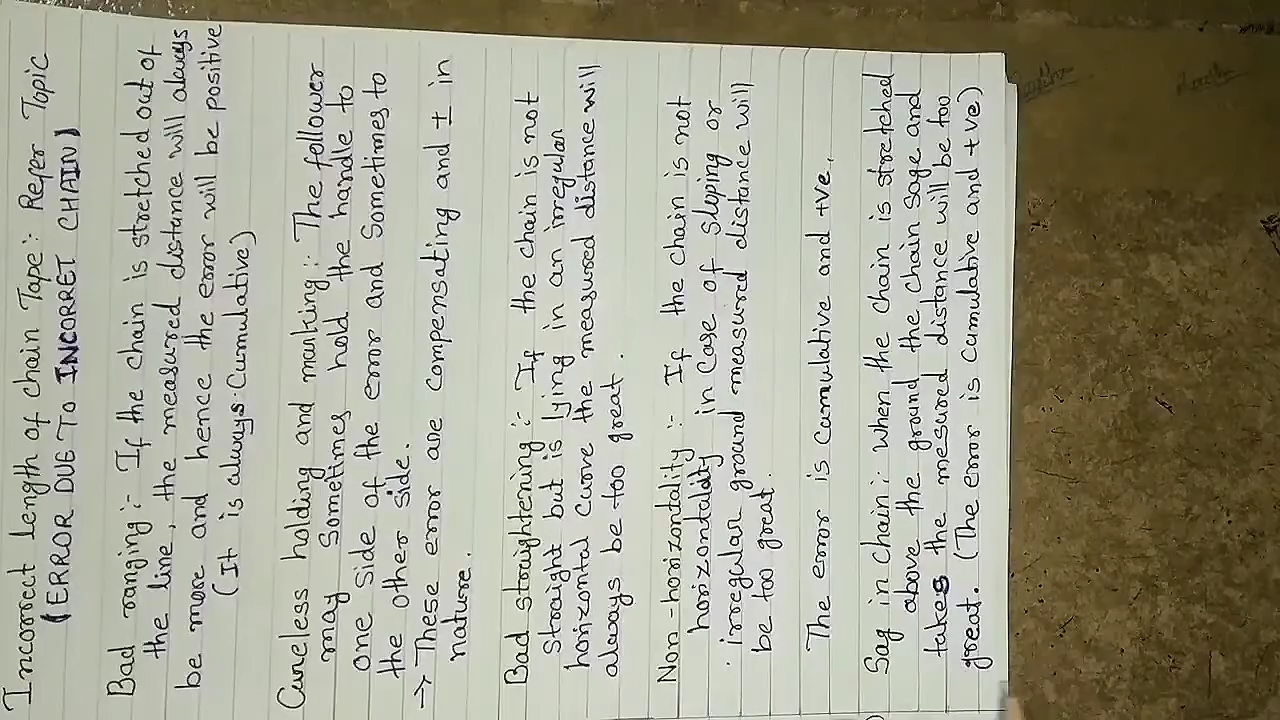 Incorrect Length of chain Tape:- Refer Topic
(ERROR DUE TO INCORRET CHAIN)
Bad ranging:- If the chain is stretched out of
the line, the measured distance will always
be more and hence the error will be positive
(It is always cumulative)
Careless holding and marking:- The follower
may sometimes hold the handle to
one side of the error and sometimes to
the other side.
→ These error are compensating and ± in
nature.
Bad straightening:- If the chain is not
straight but is lying in an irregular
horizontal curve the measured distance will
always be too great.
Non-horizontality :- If the chain is not
horizontality in case of sloping or
irregular ground measured distance will
be too great.
The error is cumulative and +ve.
Sag in chain:- when the chain is stretched
above the ground the chain sage and
takes the mesured distance will be too
great. (The error is cumulative and +ve)